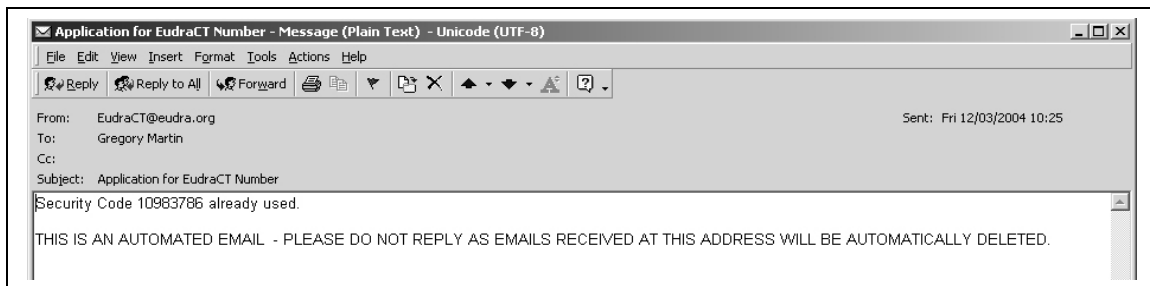 Application for EudraCT Number - Message (Plain Text) - Unicode (UTF-8)
File Edit View Insert Format Tools Actions Help
Reply Reply to All Forward
From: EudraCT@eudra.org Sent: Fri 12/03/2004 10:25
To: Gregory Martin
Cc:
Subject: Application for EudraCT Number
Security Code 10983786 already used.
THIS IS AN AUTOMATED EMAIL - PLEASE DO NOT REPLY AS EMAILS RECEIVED AT THIS ADDRESS WILL BE AUTOMATICALLY DELETED.